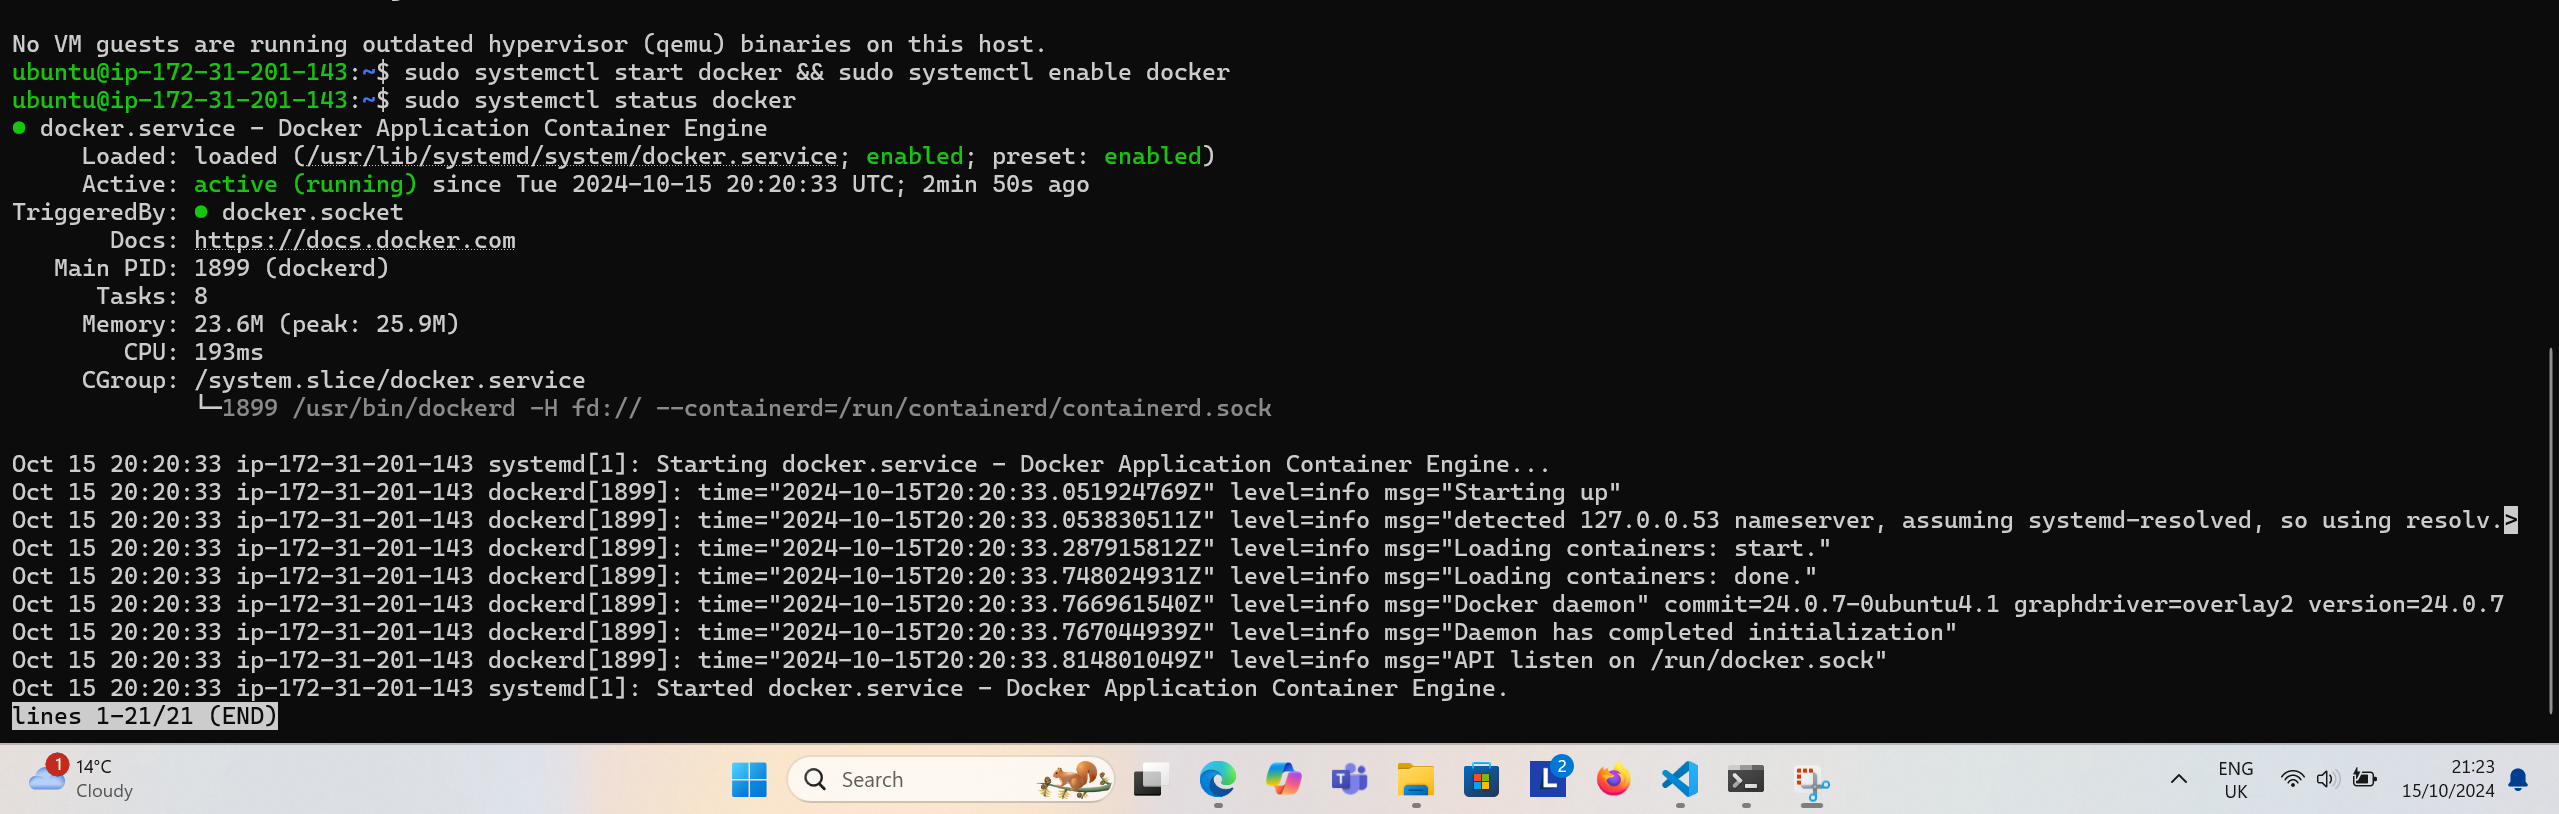 No VM guests are running outdated hypervisor (qemu) binaries on this host.
ubuntu@ip-172-31-201-143:~$ sudo systemctl start docker && sudo systemctl enable docker
ubuntu@ip-172-31-201-143:~$ sudo systemctl status docker
● docker.service - Docker Application Container Engine
     Loaded: loaded (/usr/lib/systemd/system/docker.service; enabled; preset: enabled)
     Active: active (running) since Tue 2024-10-15 20:20:33 UTC; 2min 50s ago
TriggeredBy: ● docker.socket
       Docs: https://docs.docker.com
   Main PID: 1899 (dockerd)
      Tasks: 8
     Memory: 23.6M (peak: 25.9M)
        CPU: 193ms
     CGroup: /system.slice/docker.service
             └─1899 /usr/bin/dockerd -H fd:// --containerd=/run/containerd/containerd.sock
Oct 15 20:20:33 ip-172-31-201-143 systemd[1]: Starting docker.service - Docker Application Container Engine...
Oct 15 20:20:33 ip-172-31-201-143 dockerd[1899]: time="2024-10-15T20:20:33.051924769Z" level=info msg="Starting up"
Oct 15 20:20:33 ip-172-31-201-143 dockerd[1899]: time="2024-10-15T20:20:33.053830511Z" level=info msg="detected 127.0.0.53 nameserver, assuming systemd-resolved, so using resolv.>
Oct 15 20:20:33 ip-172-31-201-143 dockerd[1899]: time="2024-10-15T20:20:33.287915812Z" level=info msg="Loading containers: start."
Oct 15 20:20:33 ip-172-31-201-143 dockerd[1899]: time="2024-10-15T20:20:33.748024931Z" level=info msg="Loading containers: done."
Oct 15 20:20:33 ip-172-31-201-143 dockerd[1899]: time="2024-10-15T20:20:33.766961540Z" level=info msg="Docker daemon" commit=24.0.7-0ubuntu4.1 graphdriver=overlay2 version=24.0.7
Oct 15 20:20:33 ip-172-31-201-143 dockerd[1899]: time="2024-10-15T20:20:33.767044939Z" level=info msg="Daemon has completed initialization"
Oct 15 20:20:33 ip-172-31-201-143 dockerd[1899]: time="2024-10-15T20:20:33.814801049Z" level=info msg="API listen on /run/docker.sock"
Oct 15 20:20:33 ip-172-31-201-143 systemd[1]: Started docker.service - Docker Application Container Engine.
lines 1-21/21 (END)
1
14°C
Cloudy
Search
T
L
2
ENG
UK
21:23
15/10/2024